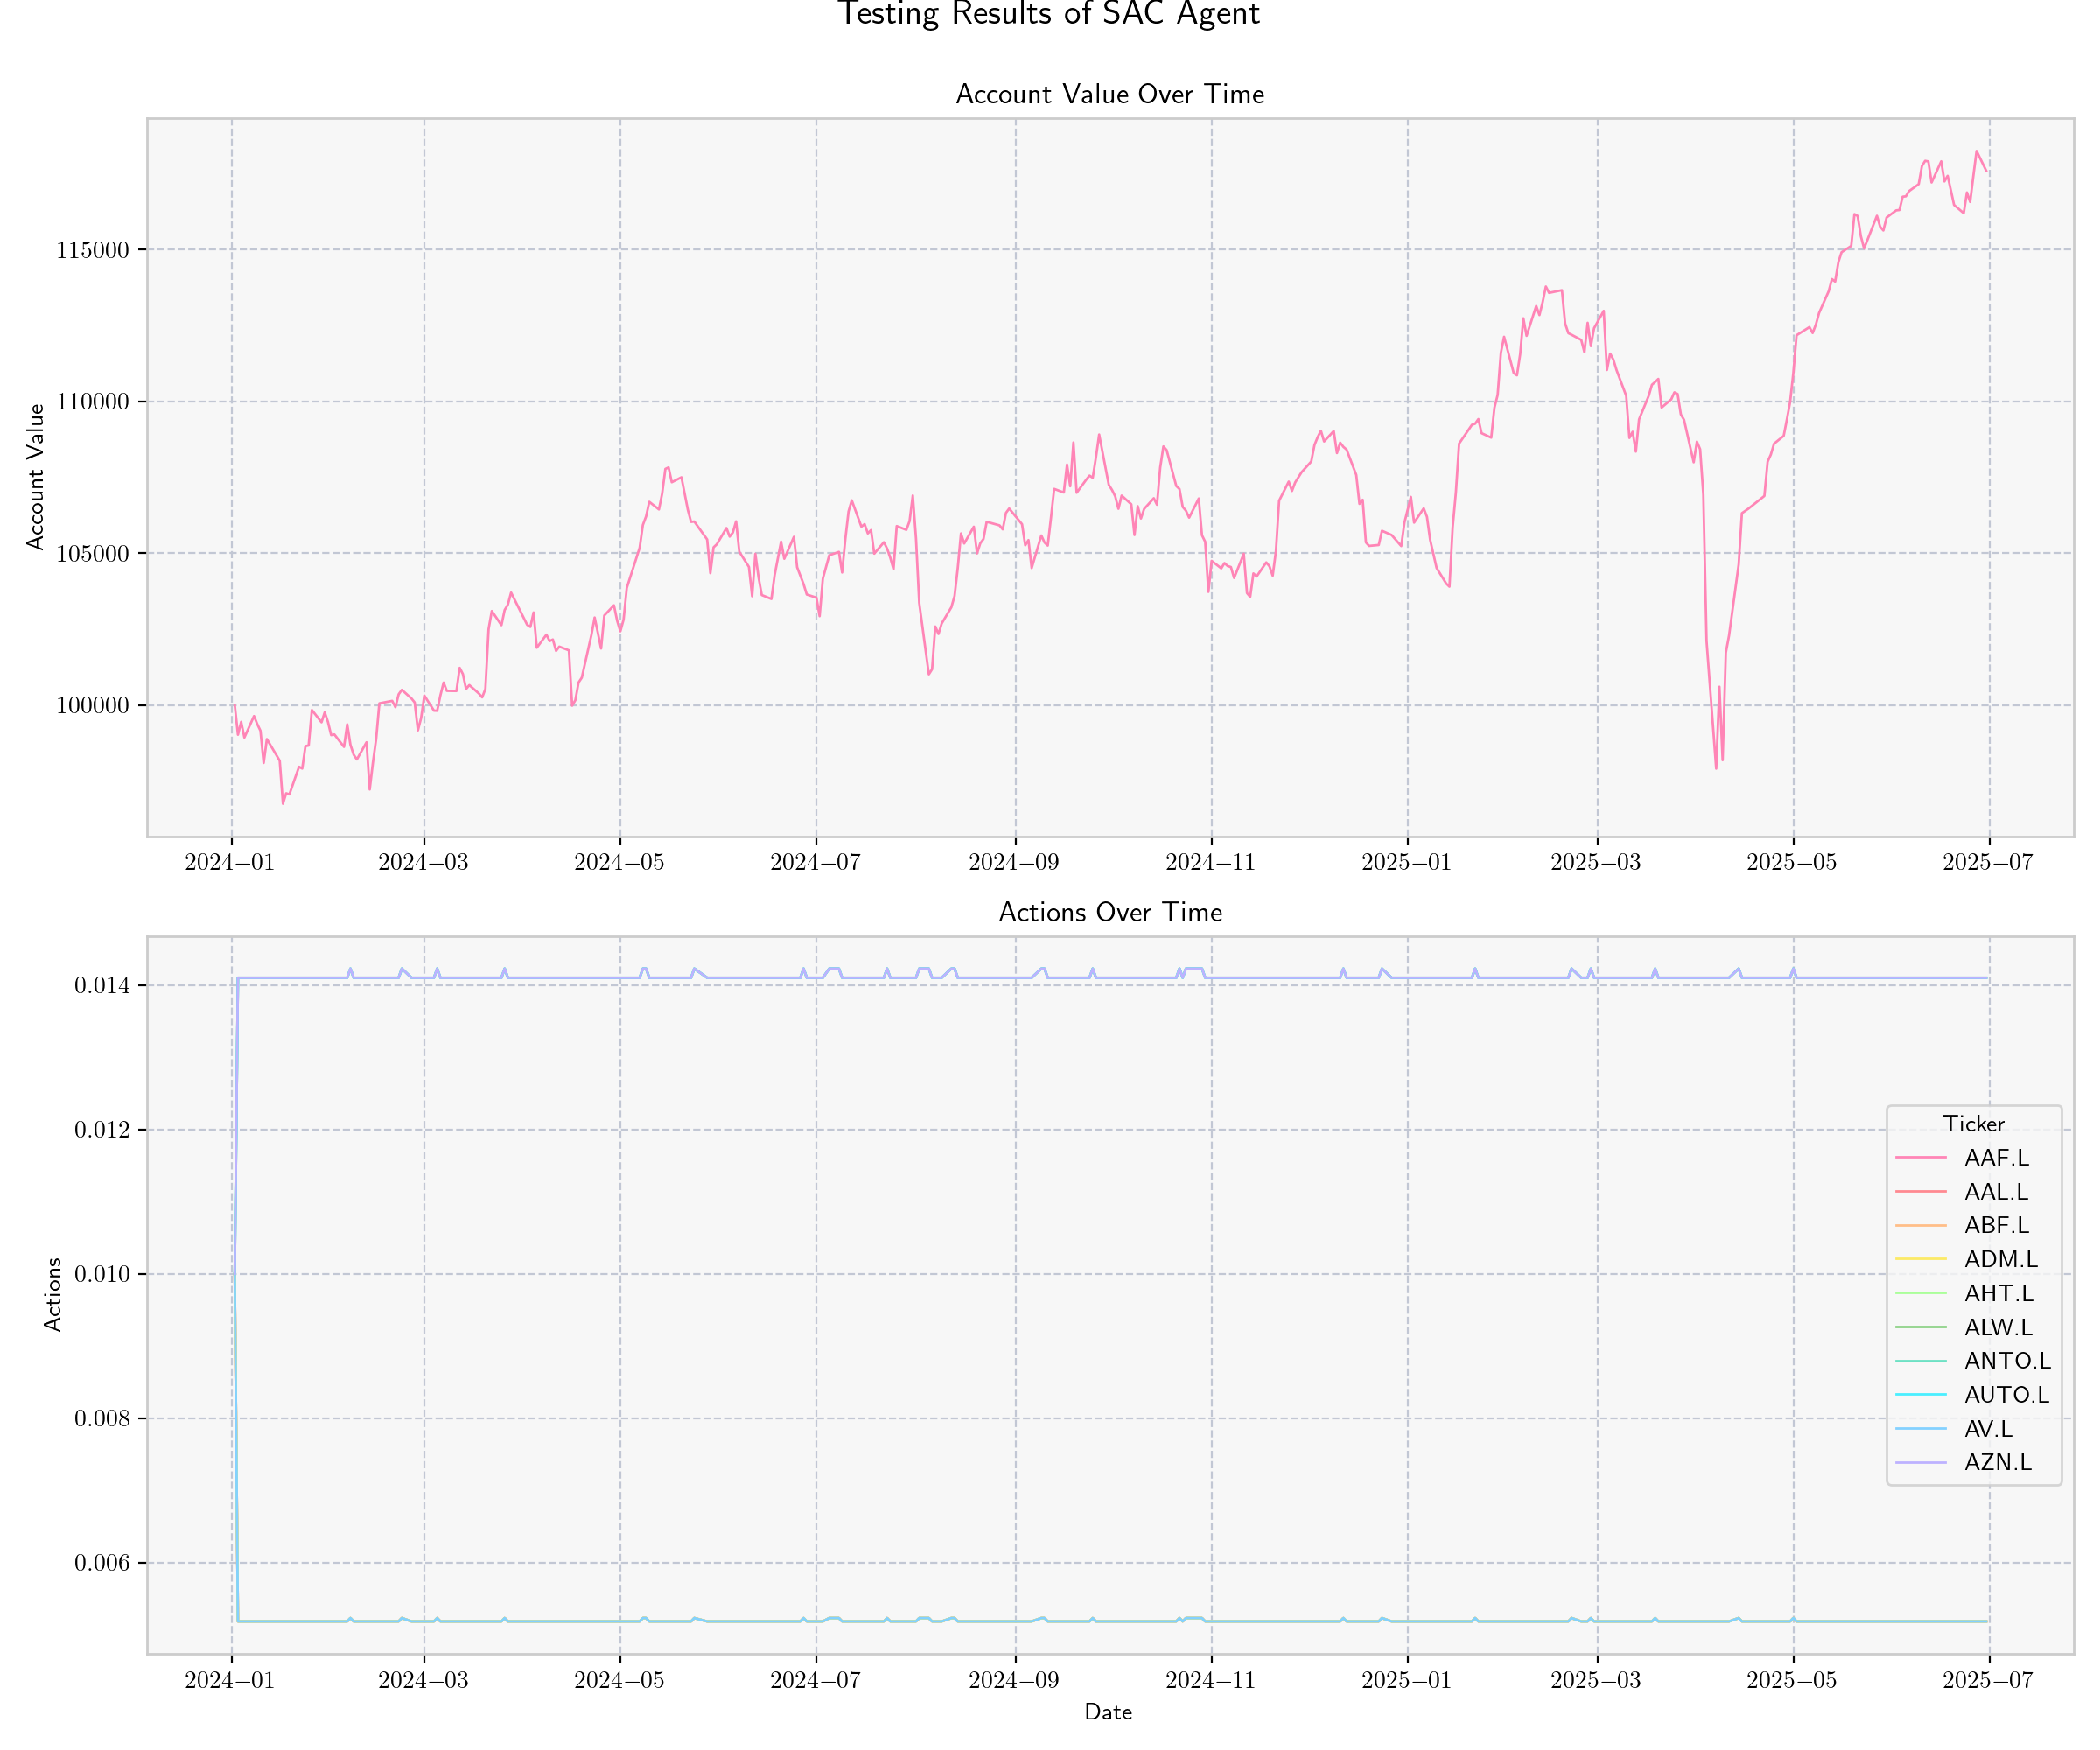 Testing Results of SAC Agent
Account Value Over Time
Account Value
115000
110000
105000
100000
2024−01
2024−03
2024−05
2024−07
2024−09
2024−11
2025−01
2025−03
2025−05
2025−07
Actions Over Time
Actions
0.014
0.012
0.010
0.008
0.006
Ticker
AAF.L
AAL.L
ABF.L
ADM.L
AHT.L
ALW.L
ANTO.L
AUTO.L
AV.L
AZN.L
2024−01
2024−03
2024−05
2024−07
2024−09
2024−11
2025−01
2025−03
2025−05
2025−07
Date